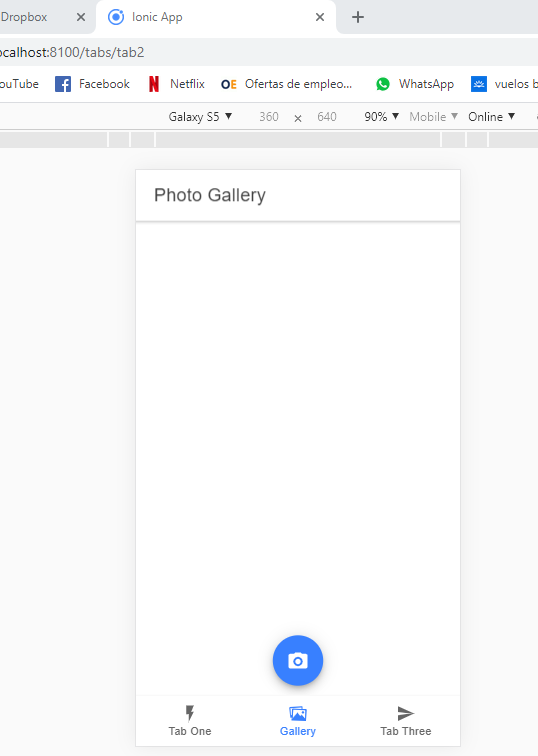 Dropbox Ionic App
ocalhost:8100/tabs/tab2
ouTube Facebook Netflix OE Ofertas de empleo... WhatsApp vuelos b
Galaxy S5 ▼ 360 × 640 90% ▼ Mobile ▼ Online ▼
Photo Gallery
Tab One Gallery Tab Three